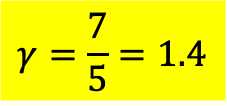 γ = 7/5 = 1.4